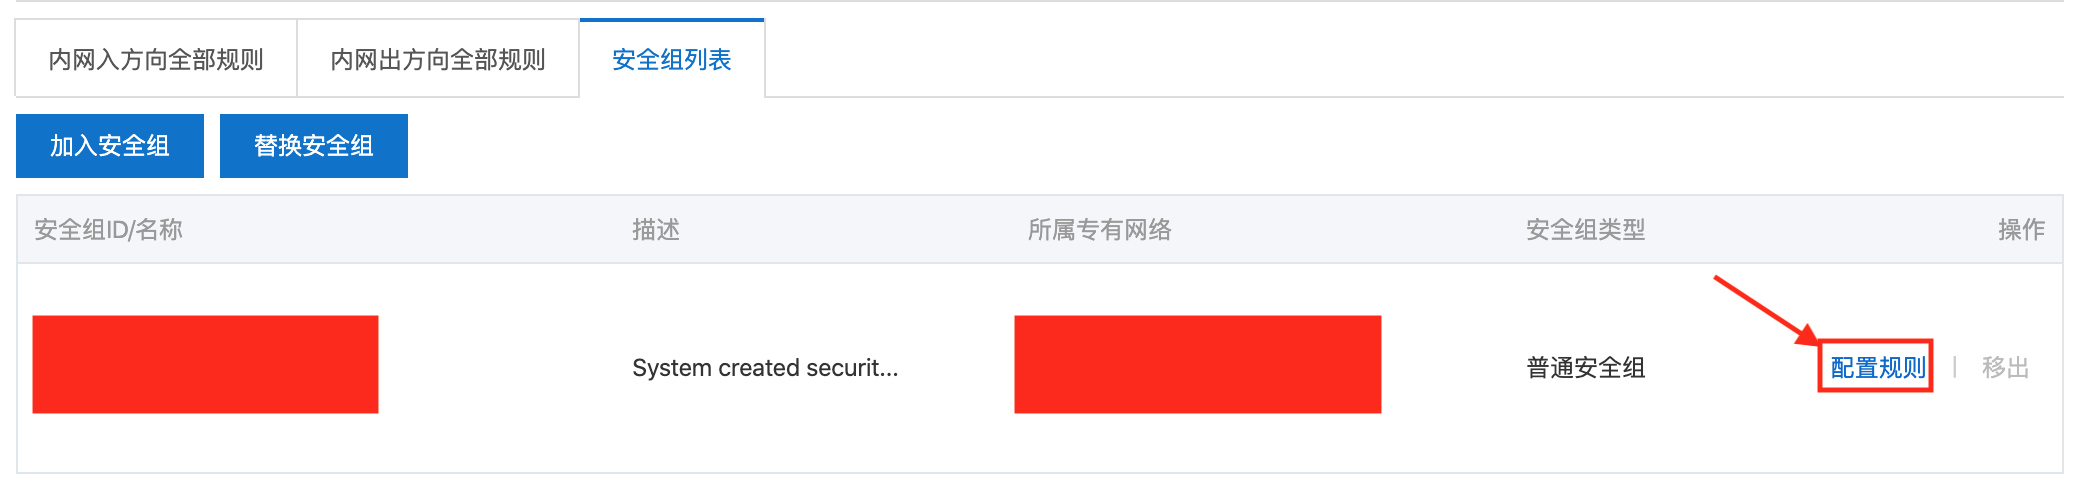 内网入方向全部规则 内网出方向全部规则 安全组列表
加入安全组 替换安全组
安全组ID/名称 描述 所属专有网络 安全组类型 操作
System created securit... 普通安全组 配置规则 | 移出